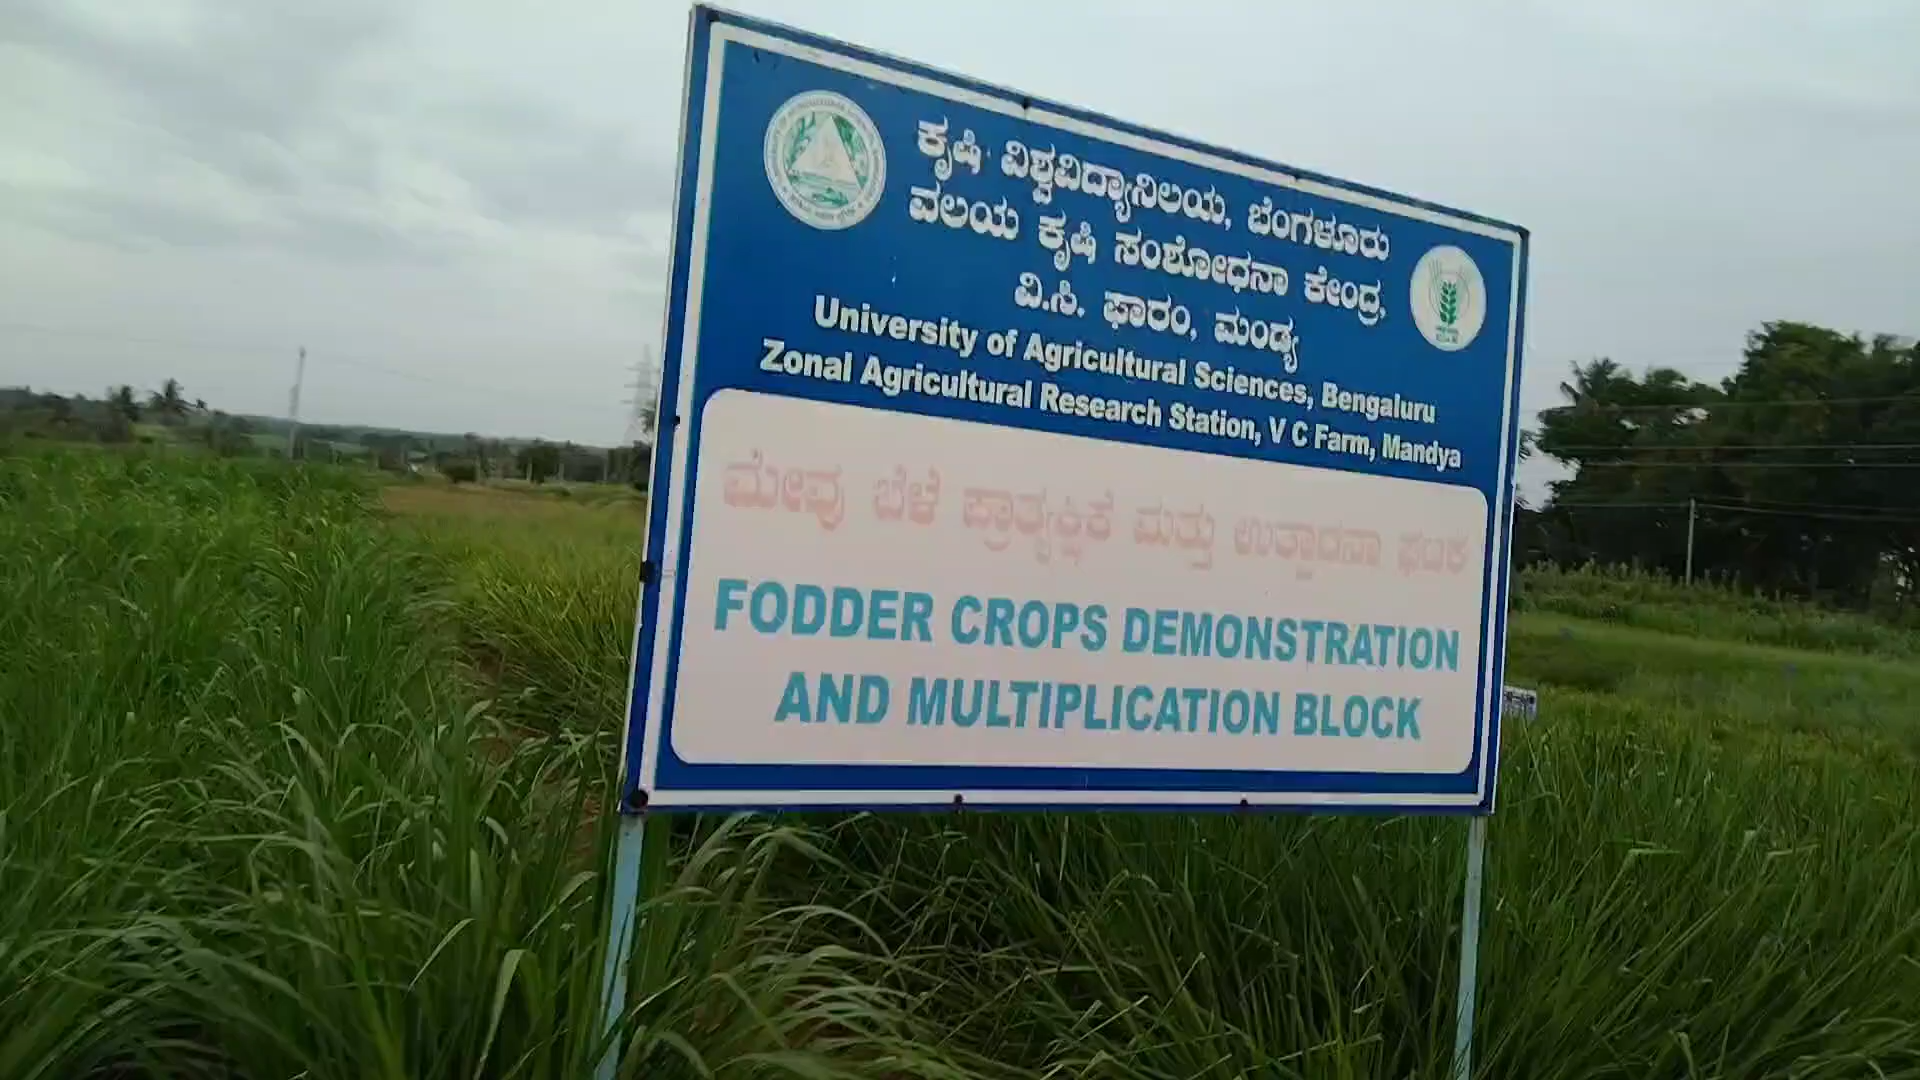 ಕೃಷಿ ವಿಶ್ವವಿದ್ಯಾನಿಲಯ, ಬೆಂಗಳೂರು
ವಲಯ ಕೃಷಿ ಸಂಶೋಧನಾ ಕೇಂದ್ರ,
ವಿ.ಸಿ. ಫಾರಂ, ಮಂಡ್ಯ
University of Agricultural Sciences, Bengaluru
Zonal Agricultural Research Station, V C Farm, Mandya
ಮೇವು ಬೆಳೆ ಪ್ರಾತ್ಯಕ್ಷಿಕೆ ಮತ್ತು ಉತ್ಪಾದನಾ ಘಟಕ
FODDER CROPS DEMONSTRATION
AND MULTIPLICATION BLOCK